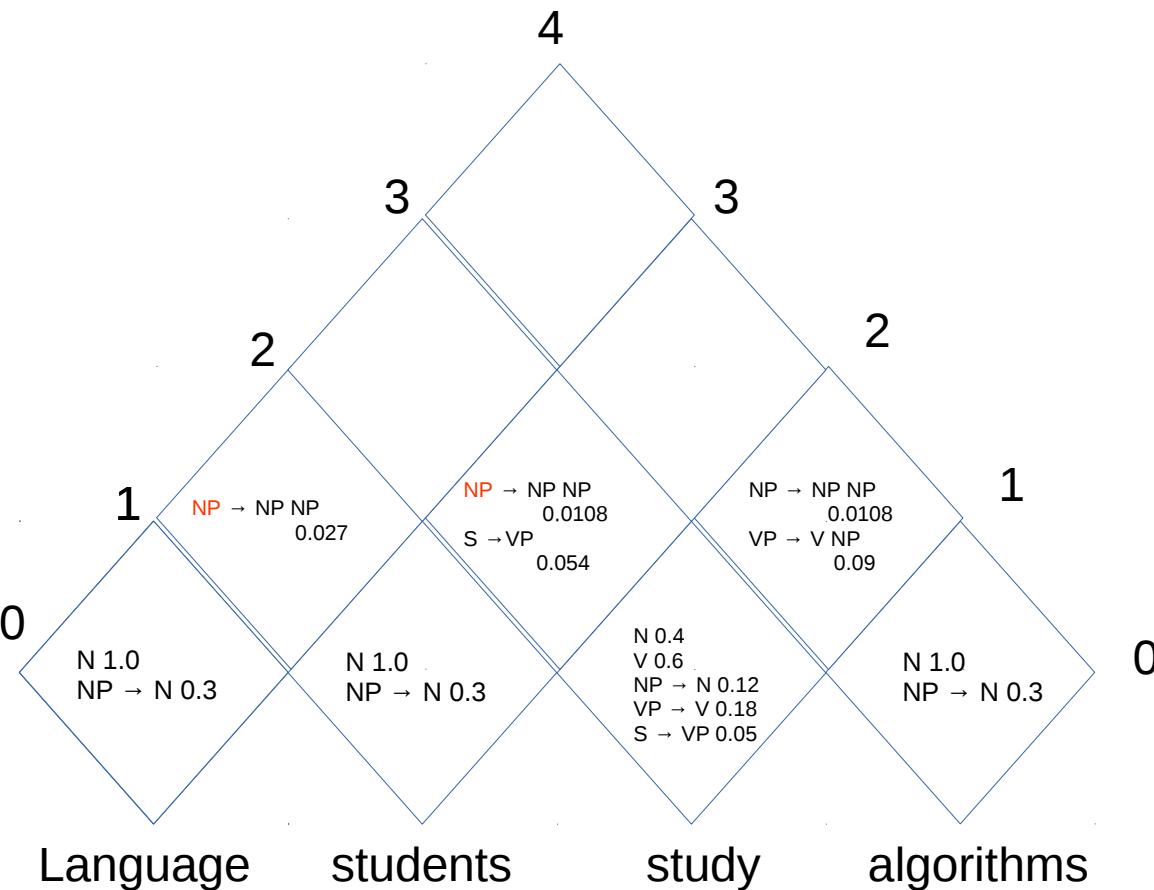 4
3
3
2
2
1
NP → NP NP
0.027
NP → NP NP
0.0108
S →VP
0.054
NP → NP NP
0.0108
VP → V NP
0.09
1
0
N 1.0
NP → N 0.3
N 1.0
NP → N 0.3
N 0.4
V 0.6
NP → N 0.12
VP → V 0.18
S → VP 0.05
N 1.0
NP → N 0.3
0
Language students study algorithms